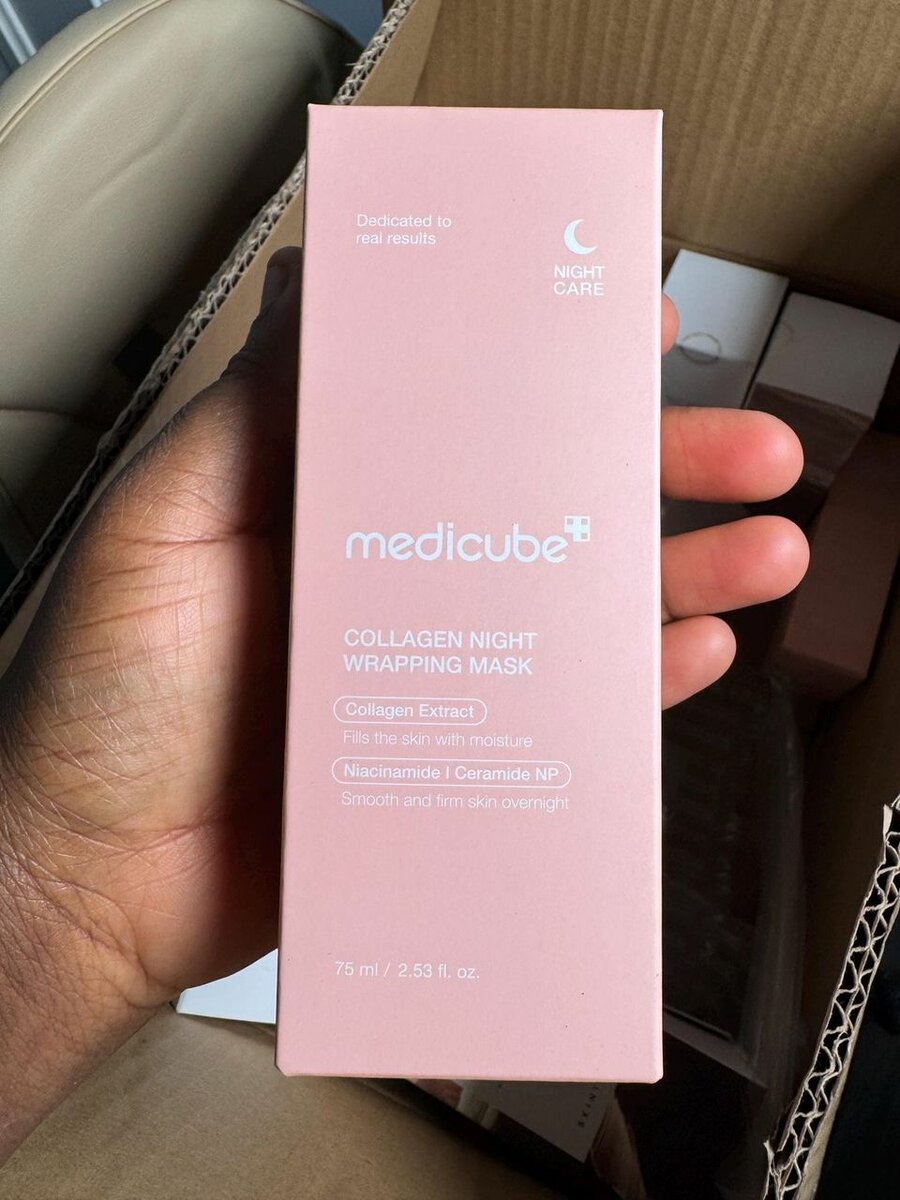 Dedicated to
real results
NIGHT
CARE
medicube
COLLAGEN NIGHT
WRAPPING MASK
Collagen Extract
Fills the skin with moisture
Niacinamide | Ceramide NP
Smooth and firm skin overnight
75 ml / 2.53 fl. oz.